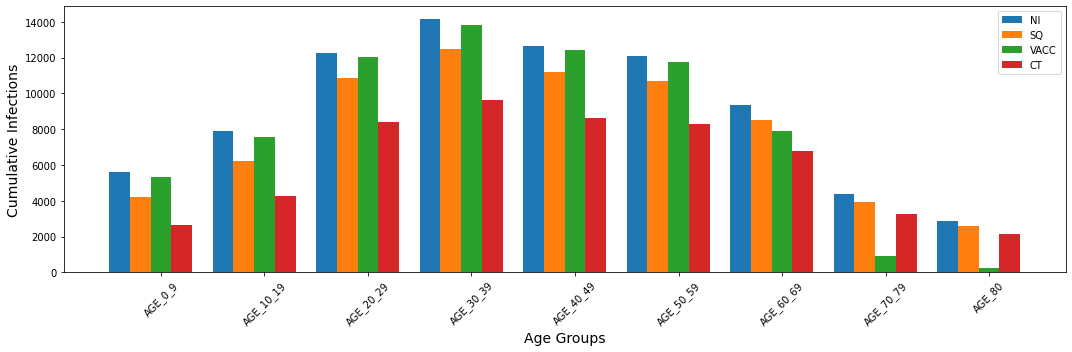 14000
12000
10000
8000
6000
4000
2000
0
Cumulative Infections
NI
SQ
VACC
CT
AGE_0_9
AGE_10_19
AGE_20_29
AGE_30_39
AGE_40_49
AGE_50_59
AGE_60_69
AGE_70_79
AGE_80
Age Groups